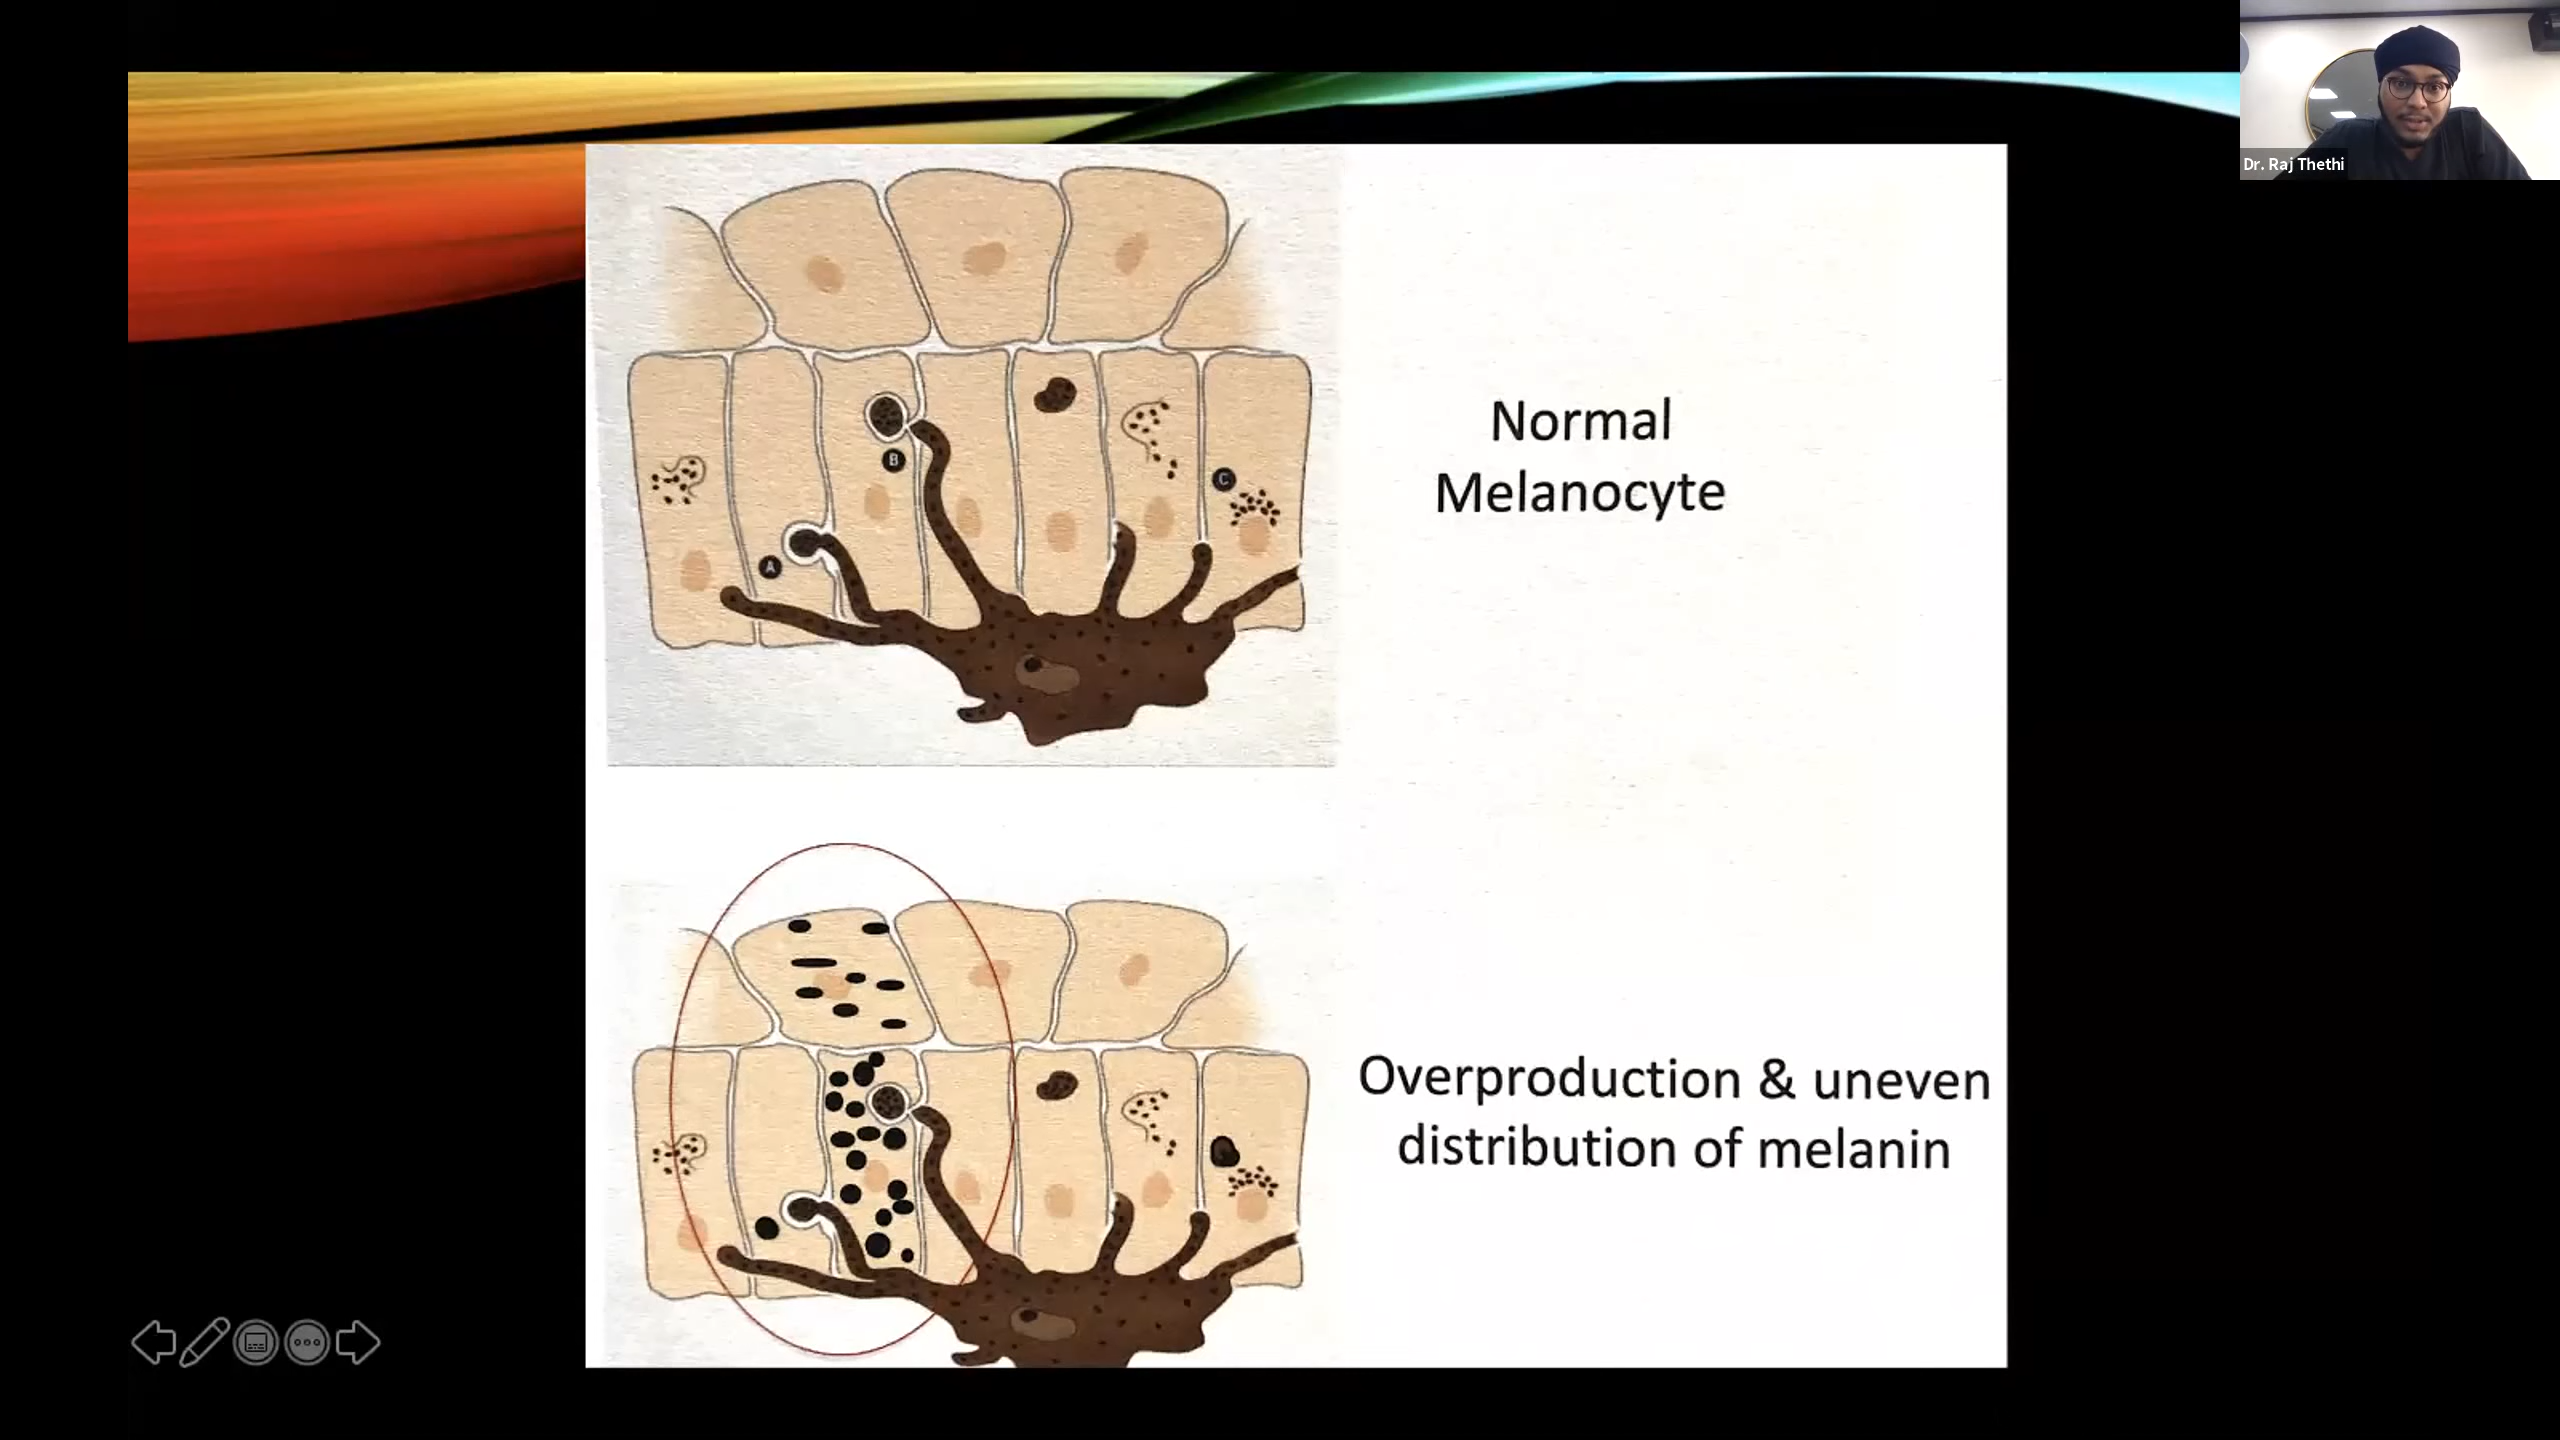 Dr. Raj Thethi
B
C
A
Normal
Melanocyte
Overproduction & uneven
distribution of melanin